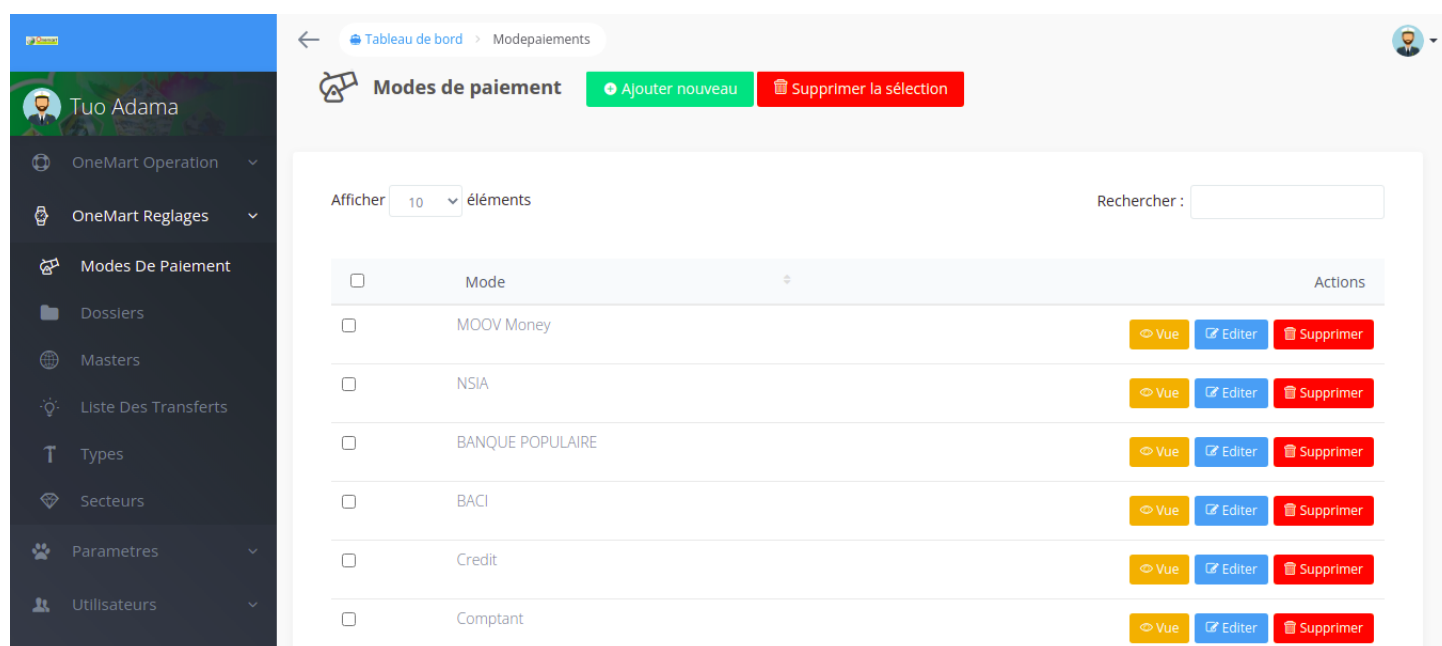 Tableau de bord > Modepaiements
Tuo Adama
Modes de paiement
Ajouter nouveau
Supprimer la sélection
OneMart Operation
OneMart Reglages
Modes De Paiement
Dossiers
Masters
Liste Des Transferts
Types
Secteurs
Parametres
Utilisateurs
Afficher 10 éléments
Rechercher :
Mode Actions
MOOV Money Vue Editer Supprimer
NSIA Vue Editer Supprimer
BANQUE POPULAIRE Vue Editer Supprimer
BACI Vue Editer Supprimer
Credit Vue Editer Supprimer
Comptant Vue Editer Supprimer